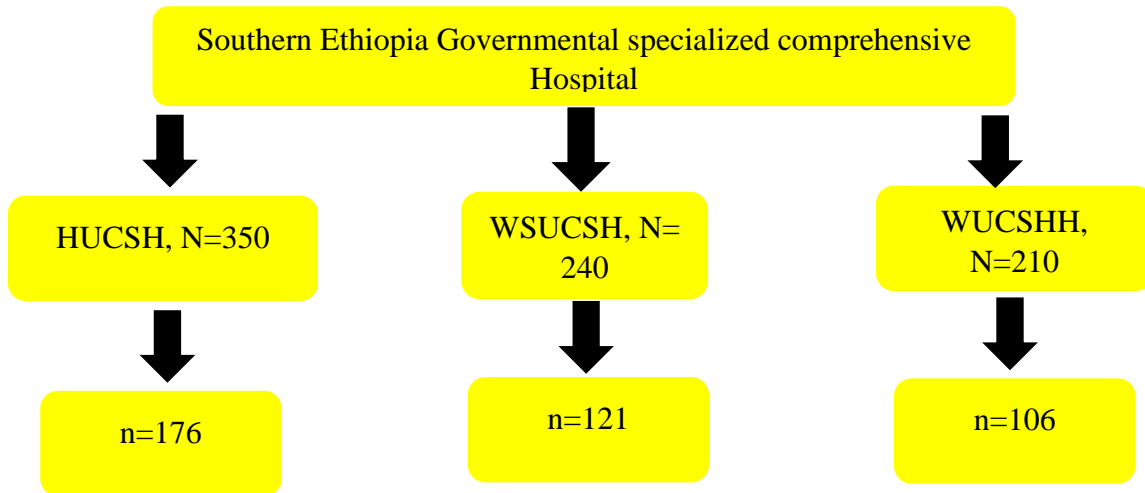 Southern Ethiopia Governmental specialized comprehensive
Hospital
HUCSH, N=350
WSUCSH, N=
240
WUCSHH,
N=210
n=176
n=121
n=106